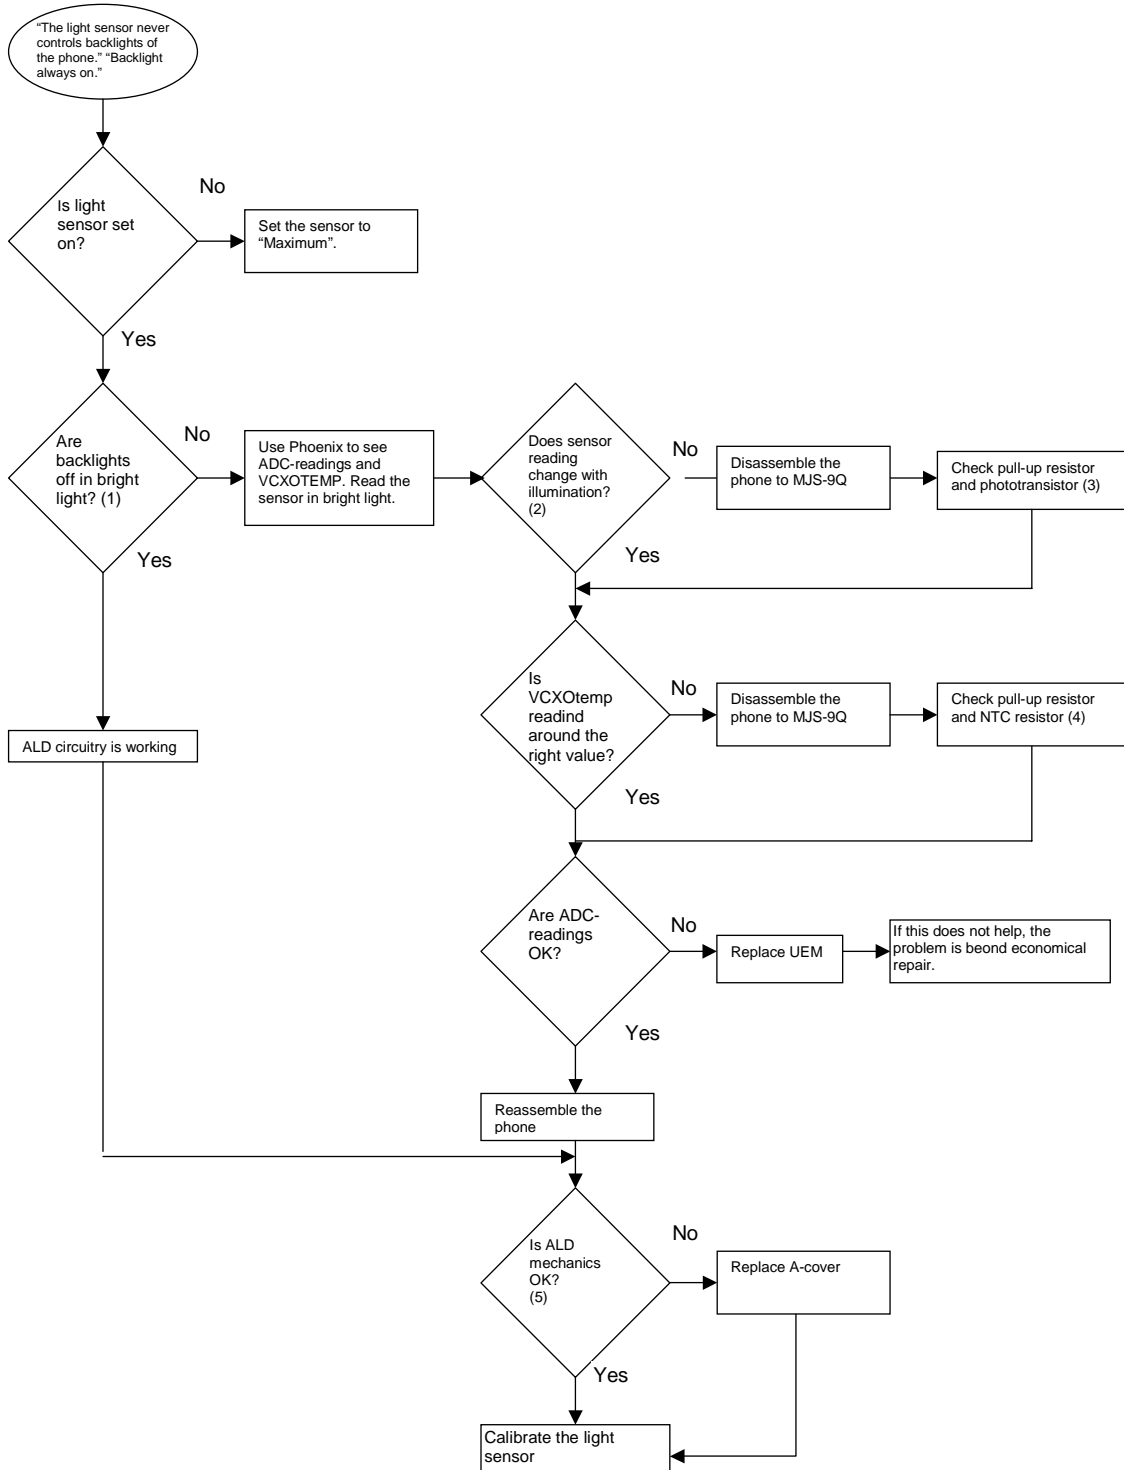 “The light sensor never
controls backlights of
the phone.” “Backlight
always on.”
No
Is light
sensor set
on?
Set the sensor to
“Maximum”.
Yes
Are
backlights
off in bright
light? (1)
No
Use Phoenix to see
ADC-readings and
VCXOTEMP. Read the
sensor in bright light.
Does sensor
reading
change with
illumination?
(2)
No
Disassemble the
phone to MJS-9Q
Check pull-up resistor
and phototransistor (3)
Yes
Yes
Is
VCXOtemp
readind
around the
right value?
No
Disassemble the
phone to MJS-9Q
Check pull-up resistor
and NTC resistor (4)
ALD circuitry is working
Yes
Are ADC-
readings
OK?
No
Replace UEM
If this does not help, the
problem is beond economical
repair.
Yes
Reassemble the
phone
Is ALD
mechanics
OK?
(5)
No
Replace A-cover
Yes
Calibrate the light
sensor